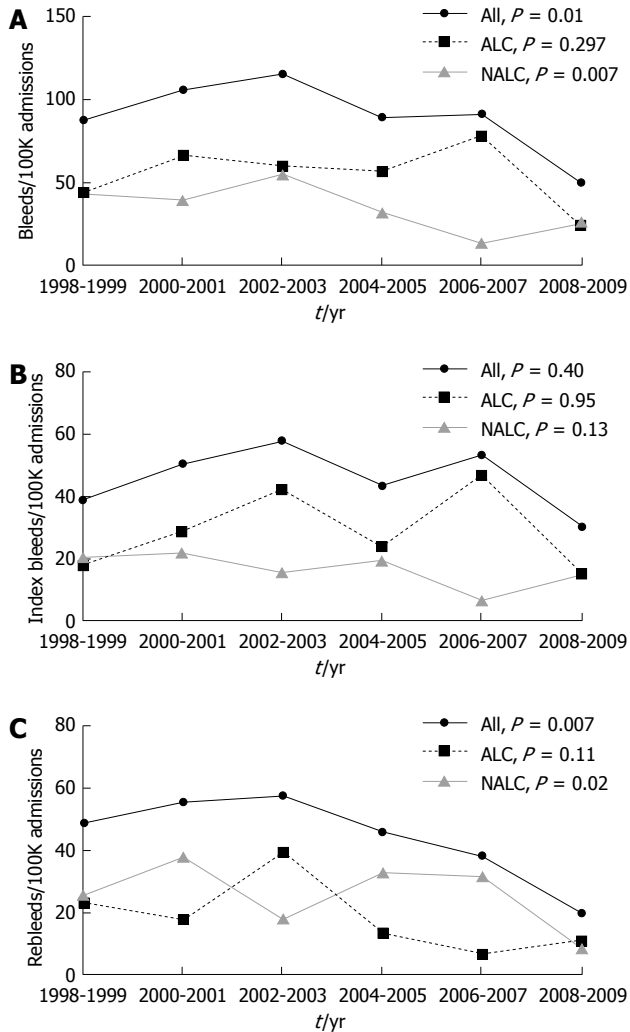 A
Bleeds/100K admissions
150
100
50
0
All, P = 0.01
ALC, P = 0.297
NALC, P = 0.007
1998-1999 2000-2001 2002-2003 2004-2005 2006-2007 2008-2009
t/yr
B
Index bleeds/100K admissions
80
60
40
20
0
All, P = 0.40
ALC, P = 0.95
NALC, P = 0.13
1998-1999 2000-2001 2002-2003 2004-2005 2006-2007 2008-2009
t/yr
C
Rebleeds/100K admissions
80
60
40
20
0
All, P = 0.007
ALC, P = 0.11
NALC, P = 0.02
1998-1999 2000-2001 2002-2003 2004-2005 2006-2007 2008-2009
t/yr